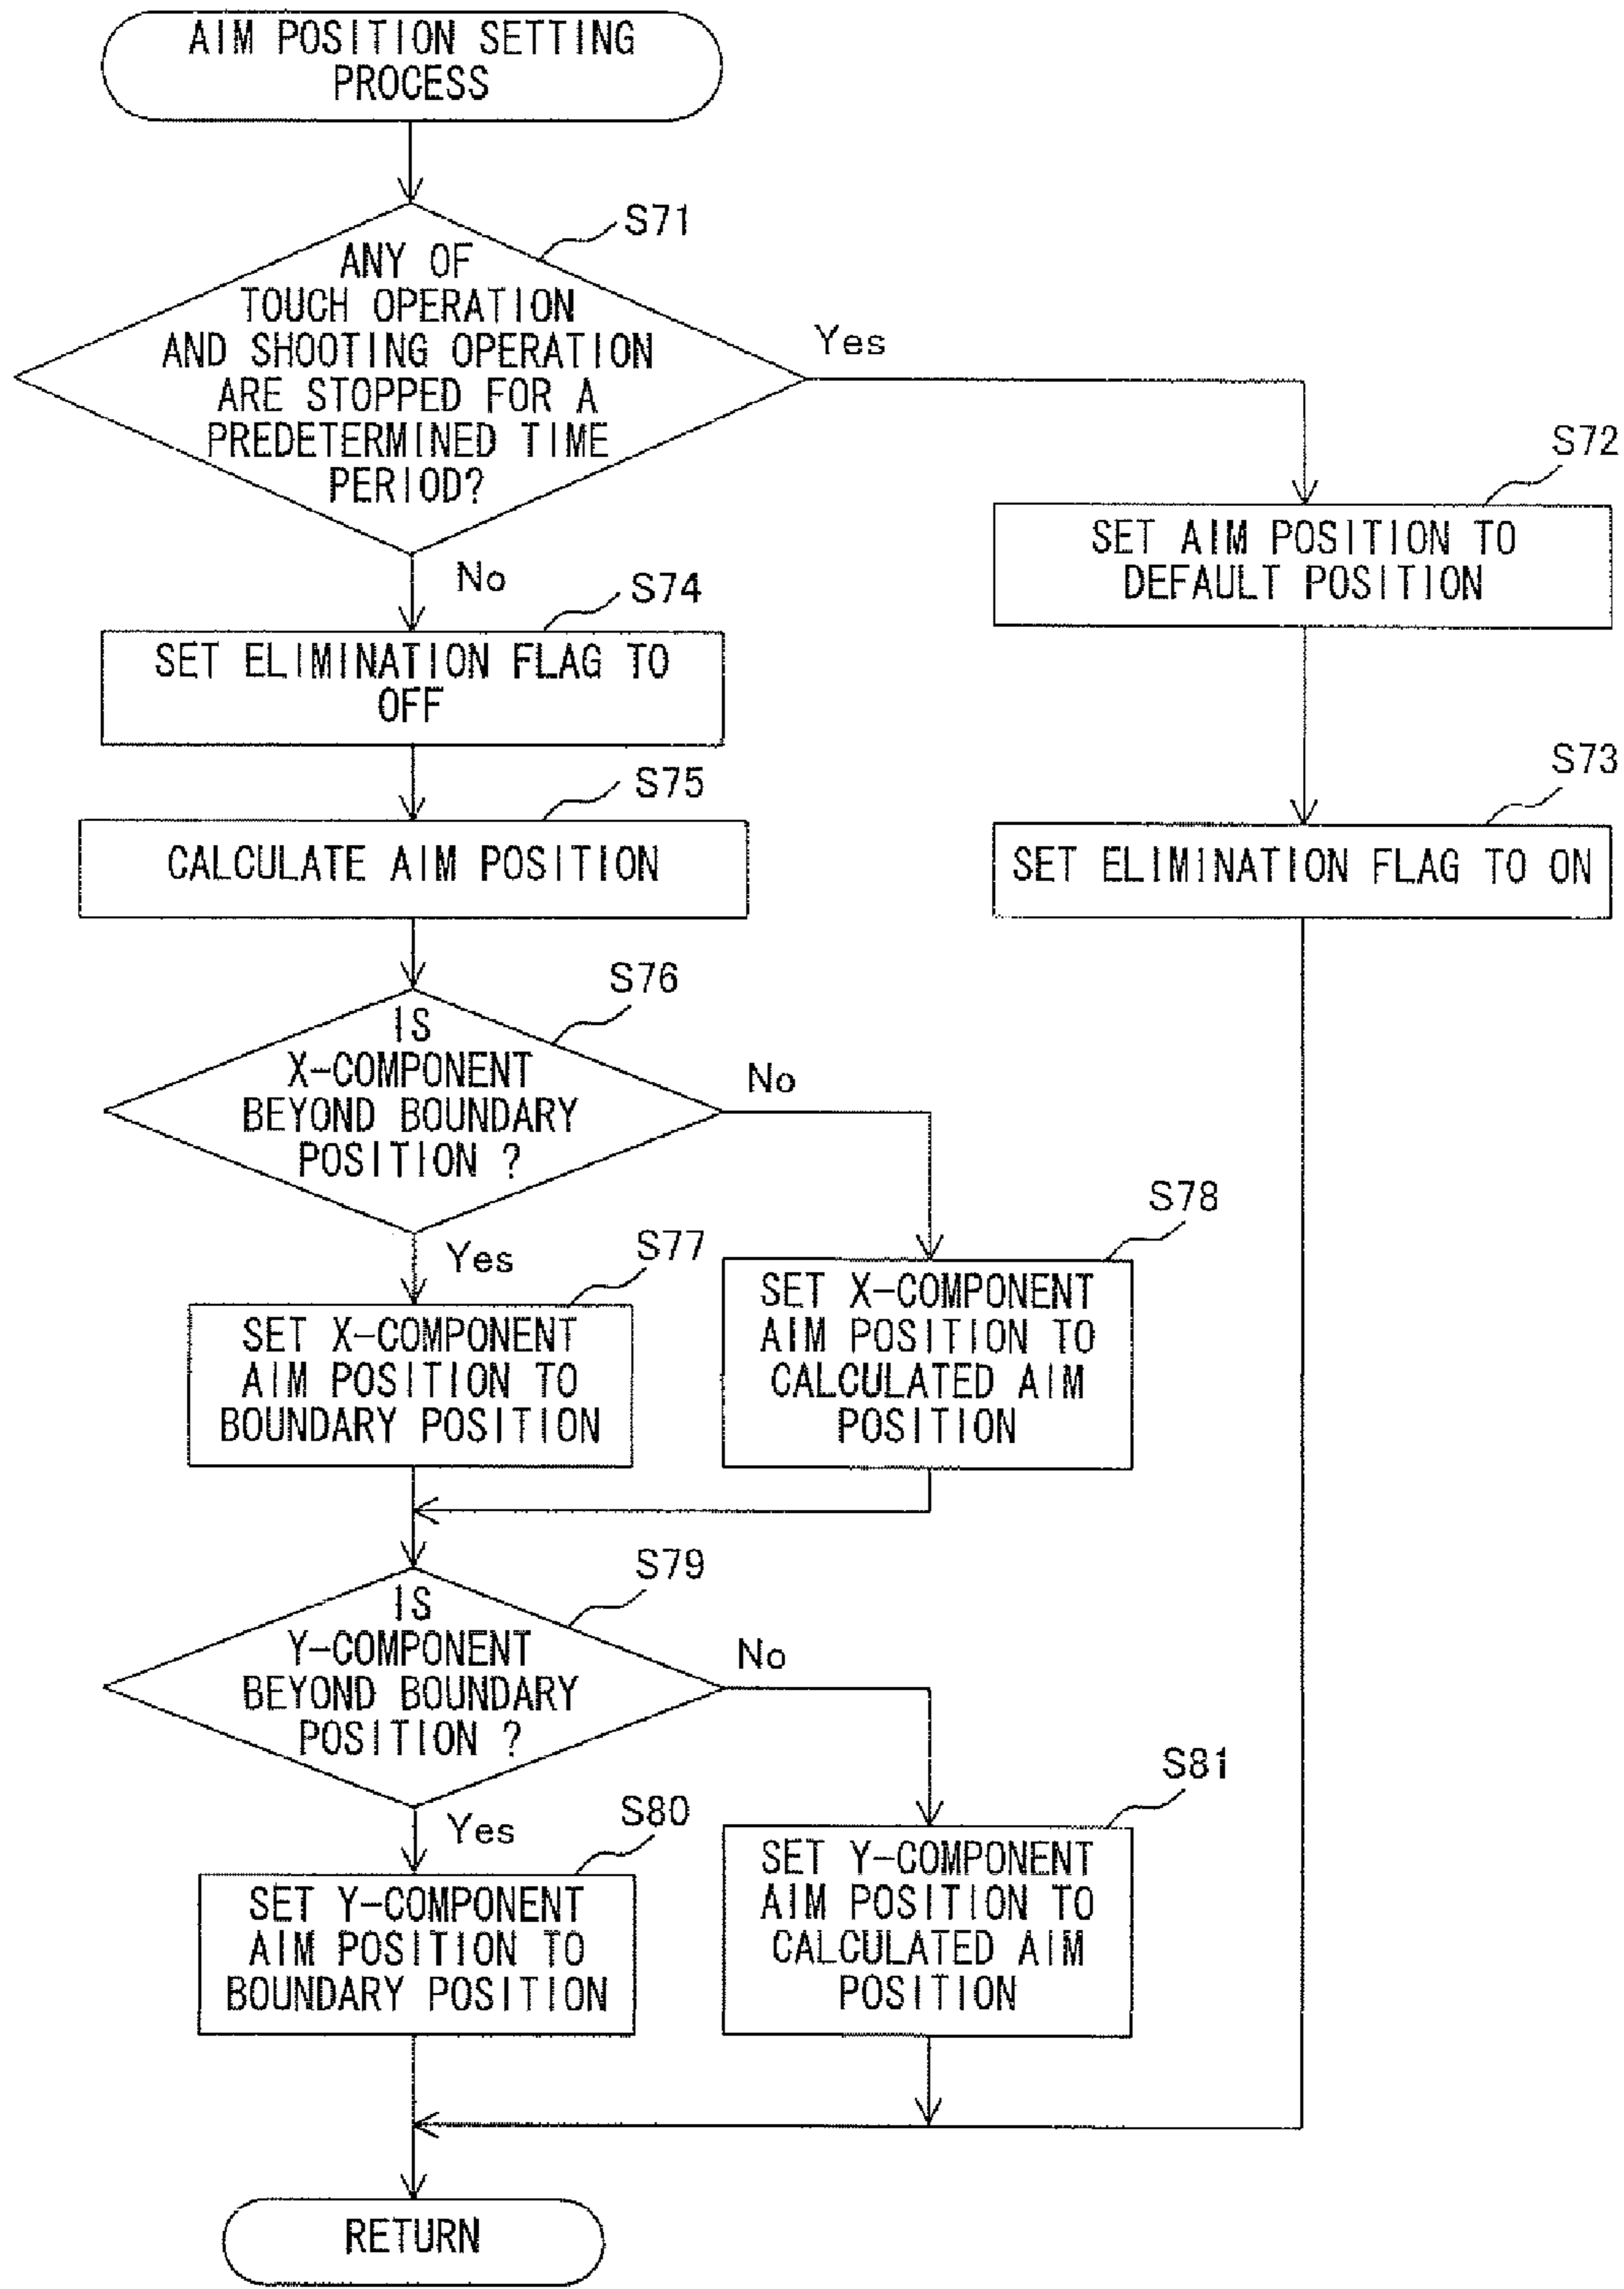 AIM POSITION SETTING
PROCESS
S71
ANY OF
TOUCH OPERATION
AND SHOOTING OPERATION
ARE STOPPED FOR A
PREDETERMINED TIME
PERIOD?
Yes
No
S72
SET AIM POSITION TO
DEFAULT POSITION
S73
SET ELIMINATION FLAG TO ON
S74
SET ELIMINATION FLAG TO
OFF
S75
CALCULATE AIM POSITION
S76
IS
X-COMPONENT
BEYOND BOUNDARY
POSITION ?
No
Yes
S77
SET X-COMPONENT
AIM POSITION TO
BOUNDARY POSITION
S78
SET X-COMPONENT
AIM POSITION TO
CALCULATED AIM
POSITION
S79
IS
Y-COMPONENT
BEYOND BOUNDARY
POSITION ?
No
Yes
S80
SET Y-COMPONENT
AIM POSITION TO
BOUNDARY POSITION
S81
SET Y-COMPONENT
AIM POSITION TO
CALCULATED AIM
POSITION
RETURN